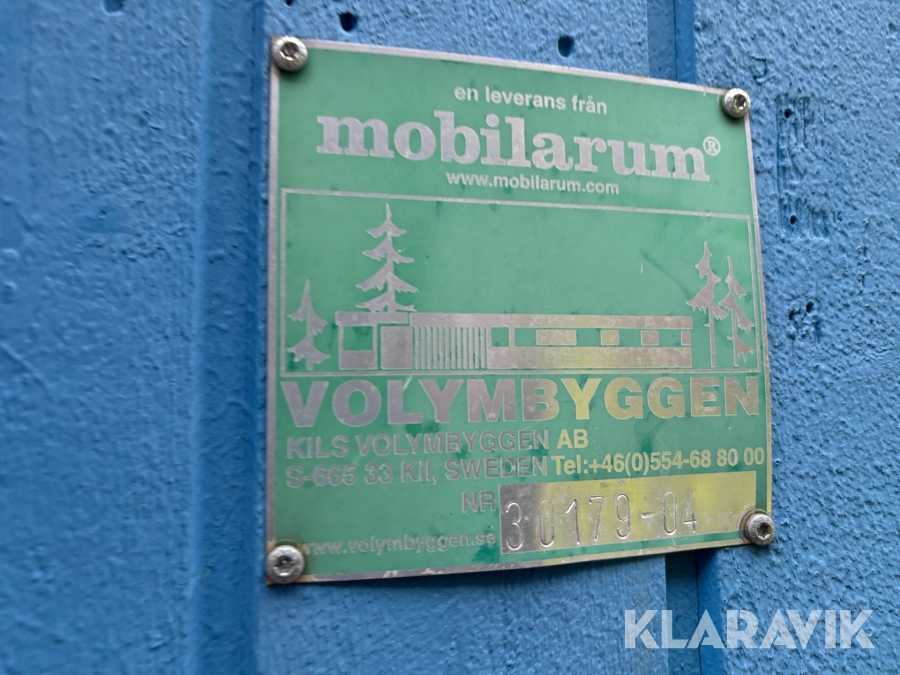 en leverans från
mobilarum®
www.mobilarum.com
VOLYMBYGGEN
KILS VOLYMBYGGEN AB
S-665 33 Kil, SWEDEN Tel:+46(0)554-68 80 00
NR 30179-04
www.volymbyggen.se
KLARAVIK